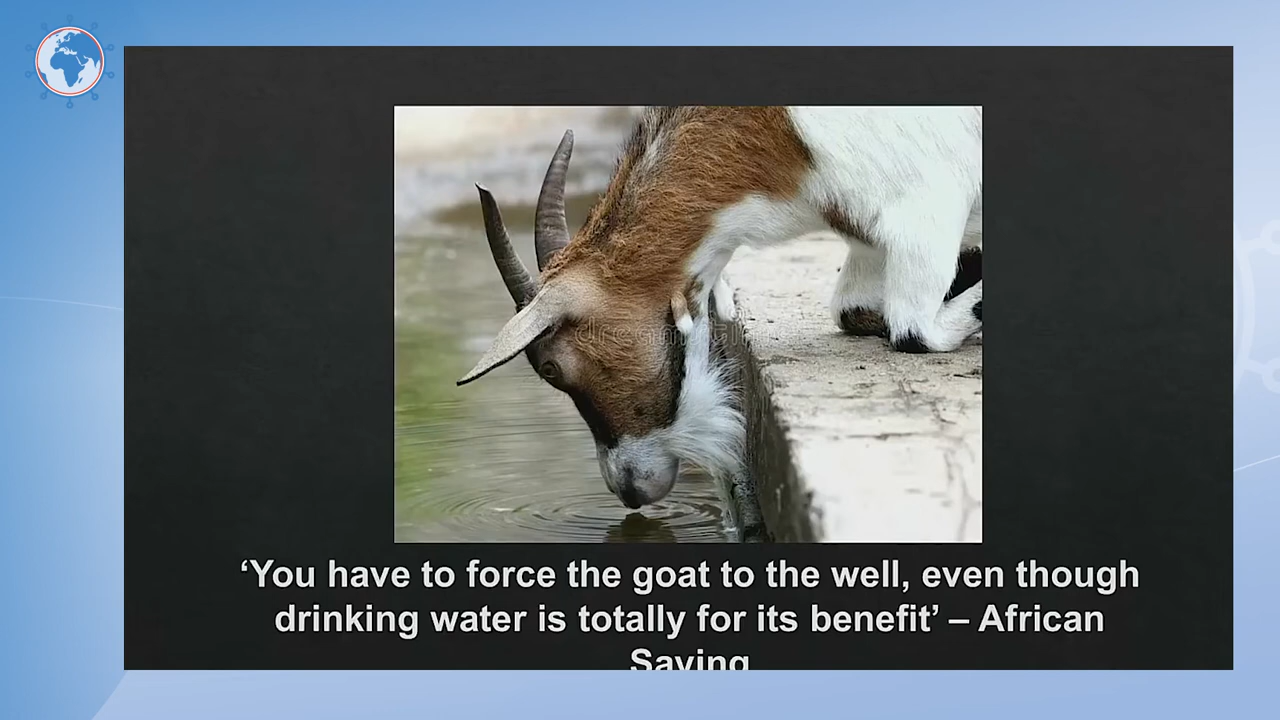 ‘You have to force the goat to the well, even though
drinking water is totally for its benefit’ – African
Saying